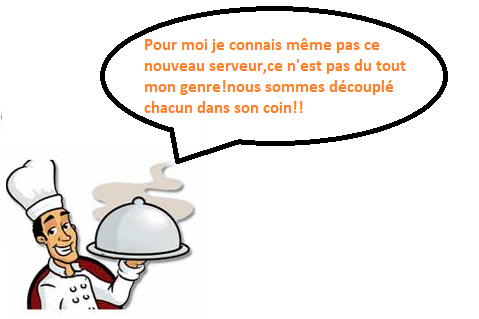 Pour moi je connais même pas ce
nouveau serveur,ce n'est pas du tout
mon genre!nous sommes découplé
chacun dans son coin!!